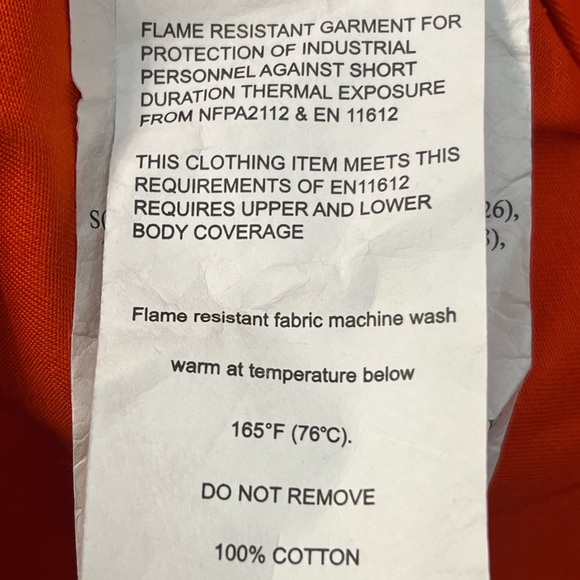 FLAME RESISTANT GARMENT FOR
PROTECTION OF INDUSTRIAL
PERSONNEL AGAINST SHORT
DURATION THERMAL EXPOSURE
FROM NFPA2112 & EN 11612
THIS CLOTHING ITEM MEETS THIS
REQUIREMENTS OF EN11612
REQUIRES UPPER AND LOWER
BODY COVERAGE
26),
Flame resistant fabric machine wash
warm at temperature below
165°F (76°C).
DO NOT REMOVE
100% COTTON